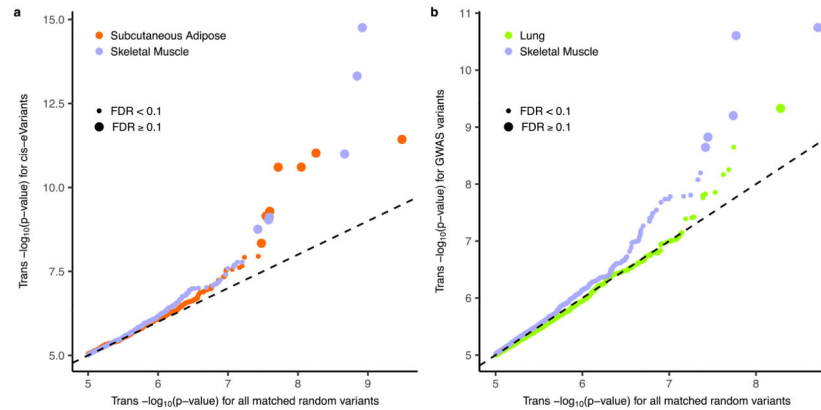 a
Subcutaneous Adipose
Skeletal Muscle
FDR < 0.1
FDR ≥ 0.1
Trans −log10(p−value) for cis−eVariants
15.0
12.5
10.0
7.5
5.0
5 6 7 8 9
Trans −log10(p−value) for all matched random variants
b
Lung
Skeletal Muscle
FDR < 0.1
FDR ≥ 0.1
Trans −log10(p−value) for GWAS variants
11
10
9
8
7
6
5
5 6 7 8
Trans −log10(p−value) for all matched random variants